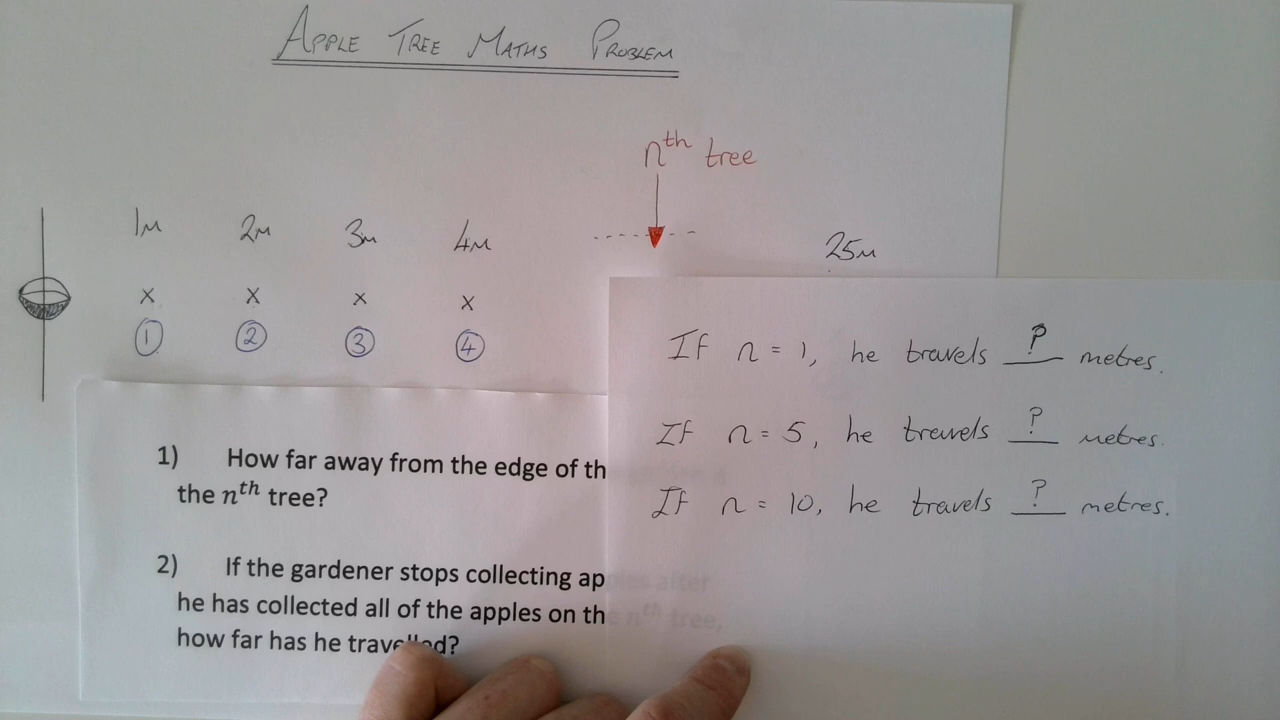 APPLE TREE MATHS PROBLEM
nth tree
1m 2m 3m 4m 25m
x x x x
1 2 3 4
If n = 1, he travels ? metres.
If n = 5, he travels ? metres.
If n = 10, he travels ? metres.
1) How far away from the edge of th
the nth tree?
2) If the gardener stops collecting ap
he has collected all of the apples on th nth tree,
how far has he travelled?